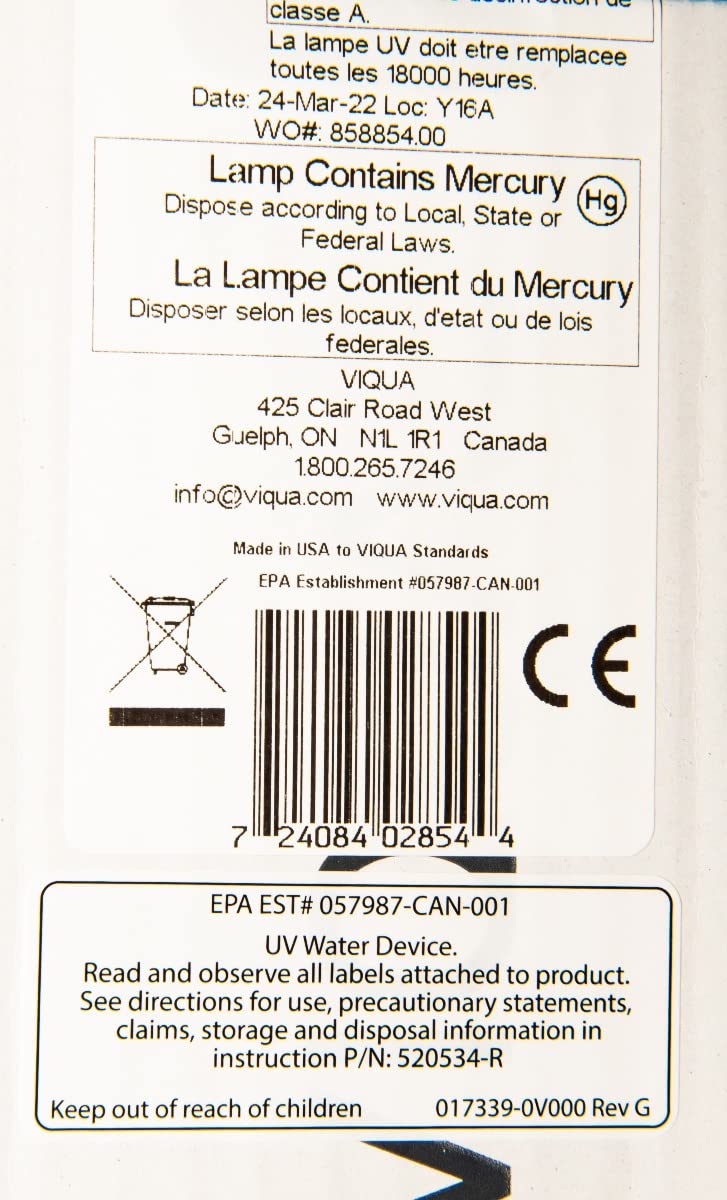 classe A.
La lampe UV doit etre remplacee
toutes les 18000 heures.
Date: 24-Mar-22 Loc: Y16A
WO#: 858854.00
Lamp Contains Mercury
Hg
Dispose according to Local, State or
Federal Laws.
La Lampe Contient du Mercury
Disposer selon les locaux, d'etat ou de lois
federales.
VIQUA
425 Clair Road West
Guelph, ON N1L 1R1 Canada
1.800.265.7246
info@viqua.com www.viqua.com
Made in USA to VIQUA Standards
EPA Establishment #057987-CAN-001
CE
7 24084 02854 4
EPA EST# 057987-CAN-001
UV Water Device.
Read and observe all labels attached to product.
See directions for use, precautionary statements,
claims, storage and disposal information in
instruction P/N: 520534-R
Keep out of reach of children 017339-0V000 Rev G